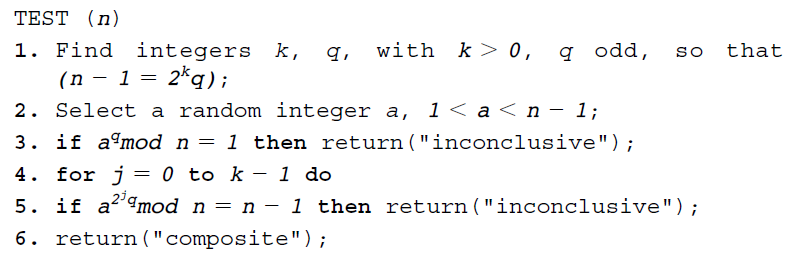 TEST (n)
1. Find integers k, q, with k > 0, q odd, so that
(n − 1 = 2^k q);
2. Select a random integer a, 1 < a < n − 1;
3. if a^q mod n = 1 then return("inconclusive");
4. for j = 0 to k − 1 do
5. if a^{2^j q} mod n = n − 1 then return("inconclusive");
6. return("composite");